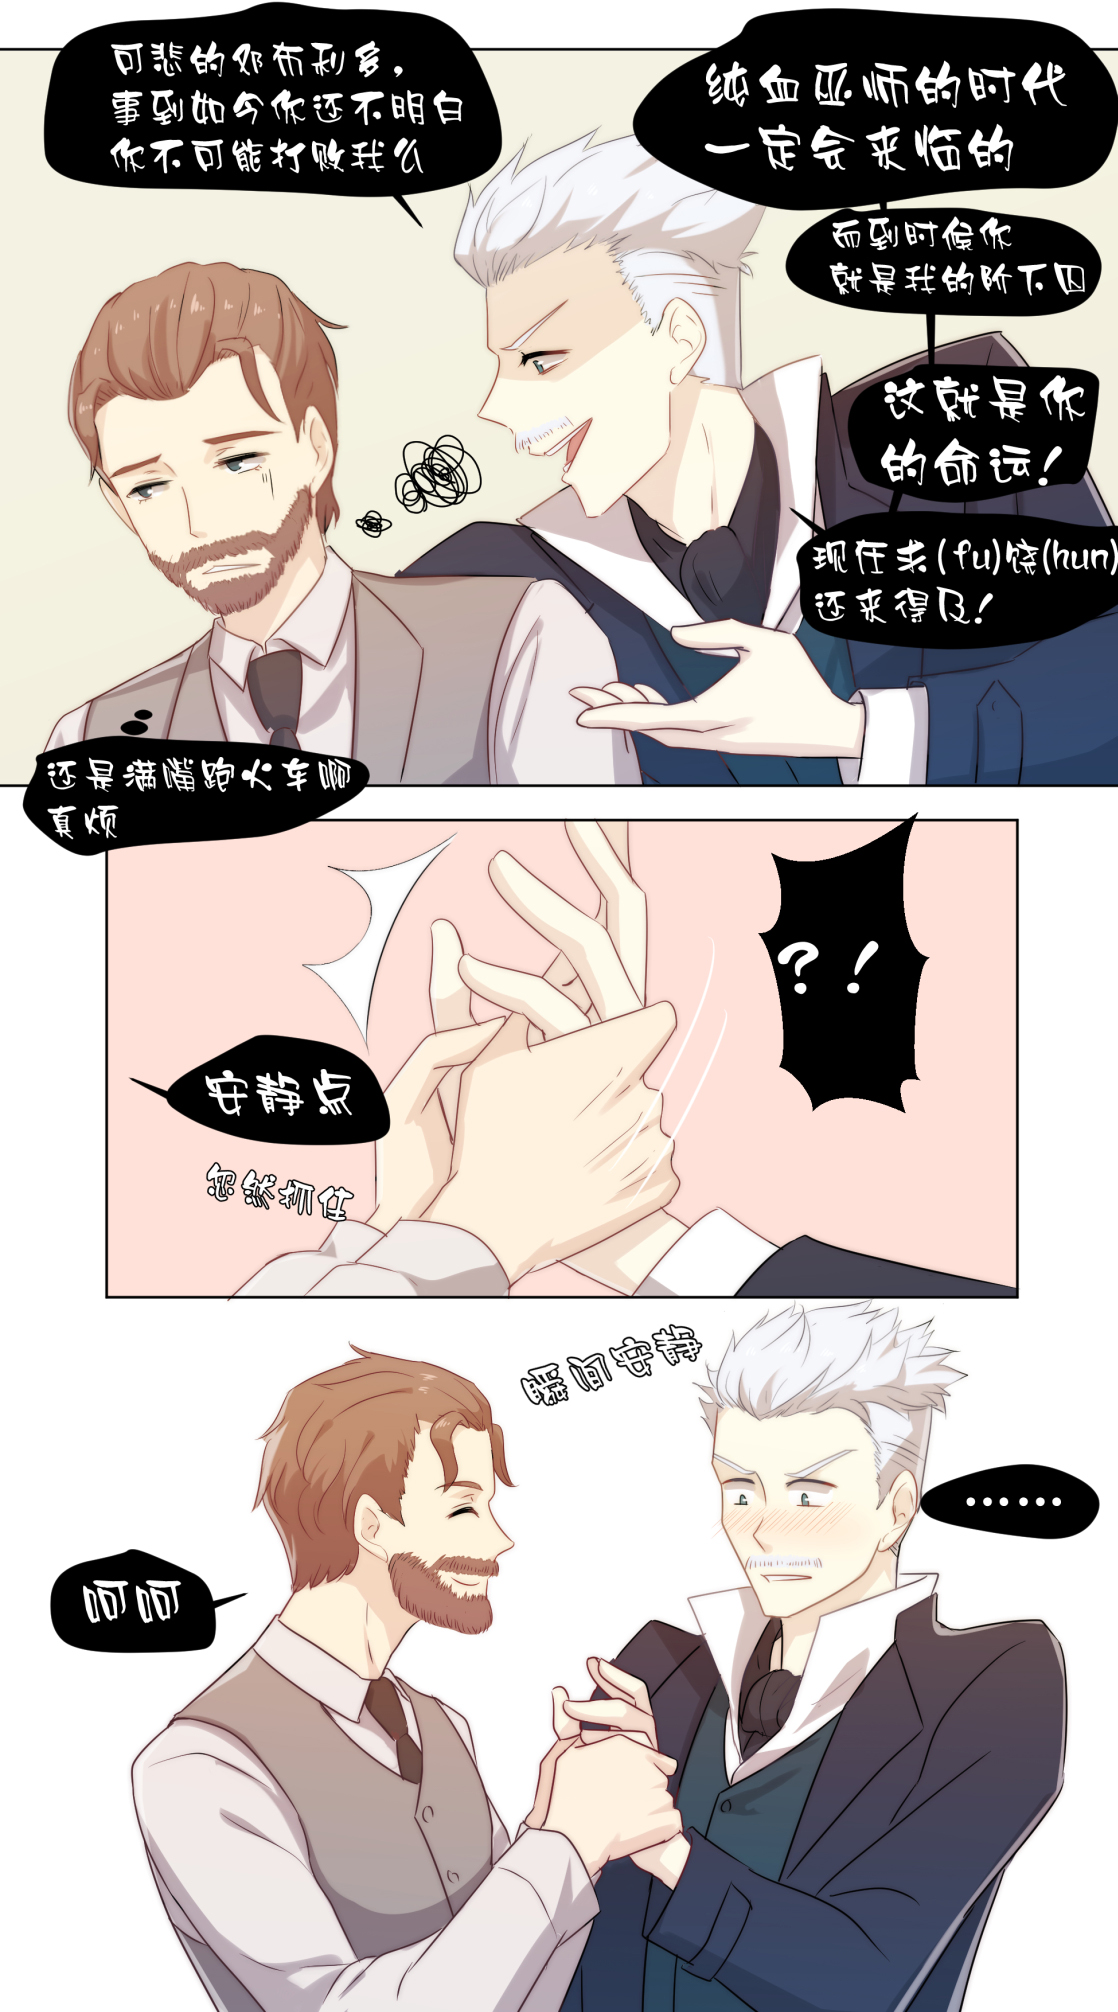 可悲的邓布利多，
事到如今你还不明白
你不可能打败我么
纯血巫师的时代
一定会来临的
而到时候你
就是我的阶下囚
这就是你
的命运！
现在求(fu)饶(hun)
还来得及！
还是满嘴跑火车啊
真烦
？！
安静点
忽然抓住
瞬间安静
……
呵呵